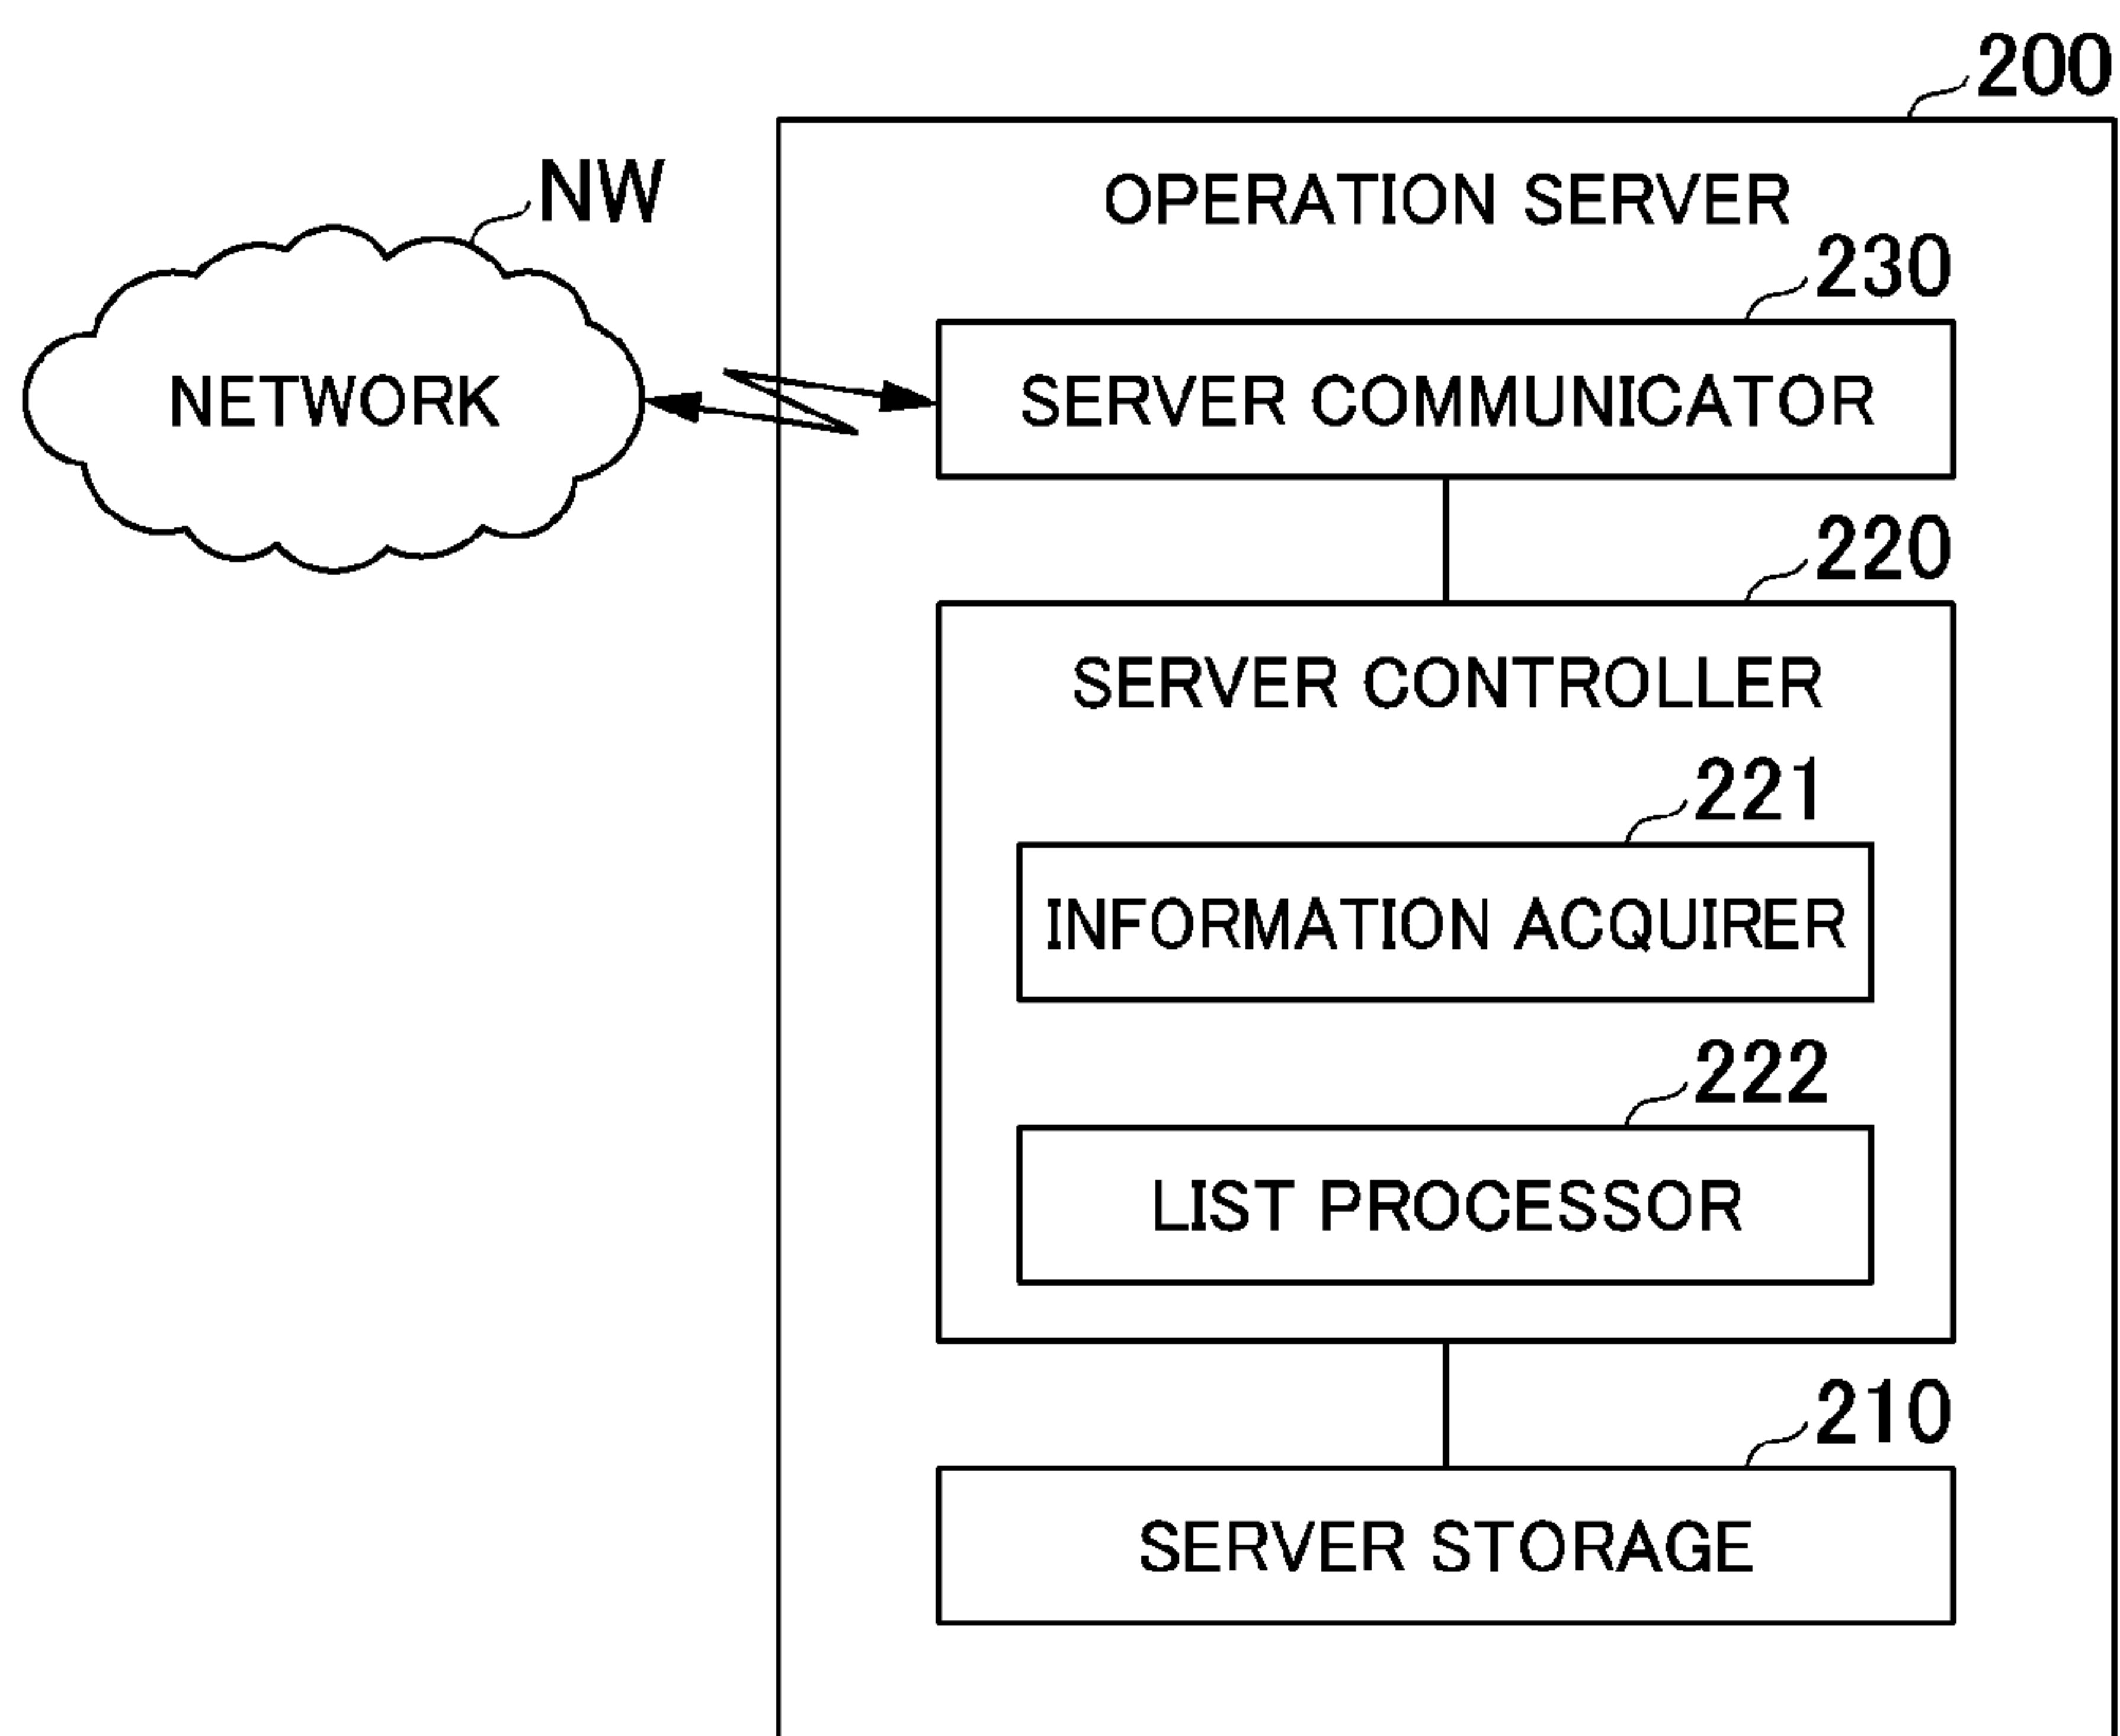 200
NW
OPERATION SERVER
230
NETWORK
SERVER COMMUNICATOR
220
SERVER CONTROLLER
221
INFORMATION ACQUIRER
222
LIST PROCESSOR
210
SERVER STORAGE